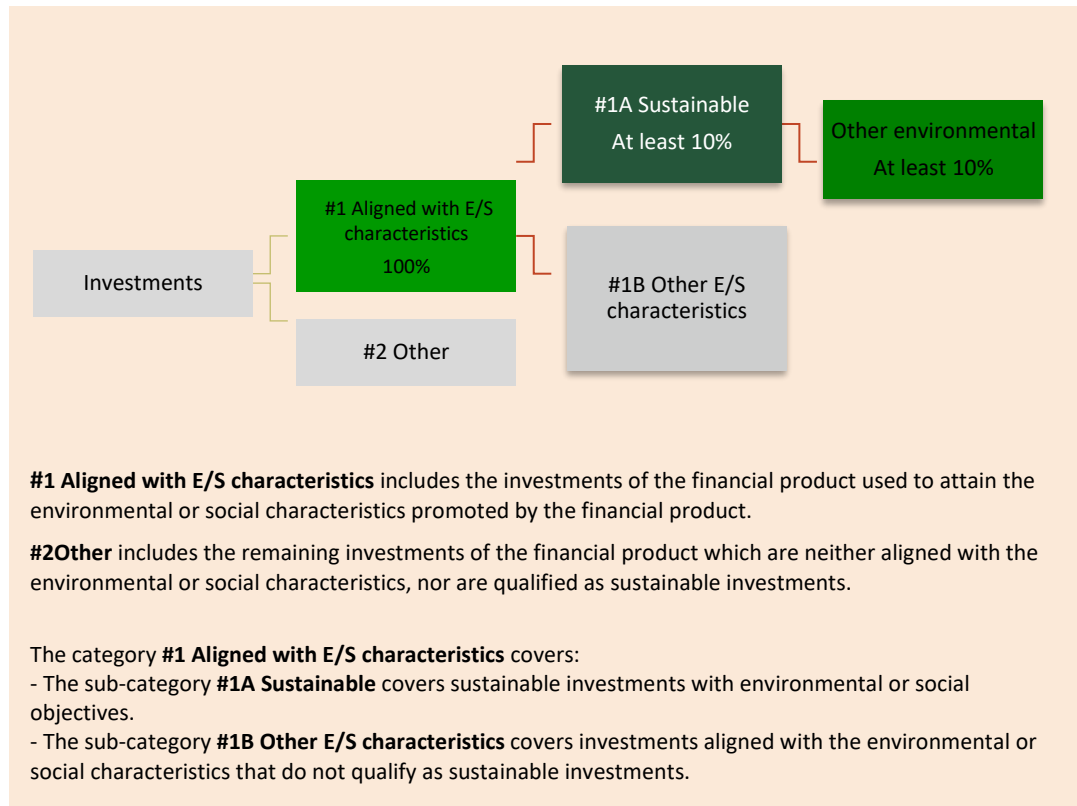 #1A Sustainable
At least 10%
Other environmental
At least 10%
#1 Aligned with E/S
characteristics
100%
Investments
#1B Other E/S
characteristics
#2 Other
#1 Aligned with E/S characteristics includes the investments of the financial product used to attain the
environmental or social characteristics promoted by the financial product.
#2Other includes the remaining investments of the financial product which are neither aligned with the
environmental or social characteristics, nor are qualified as sustainable investments.
The category #1 Aligned with E/S characteristics covers:
- The sub-category #1A Sustainable covers sustainable investments with environmental or social
objectives.
- The sub-category #1B Other E/S characteristics covers investments aligned with the environmental or
social characteristics that do not qualify as sustainable investments.